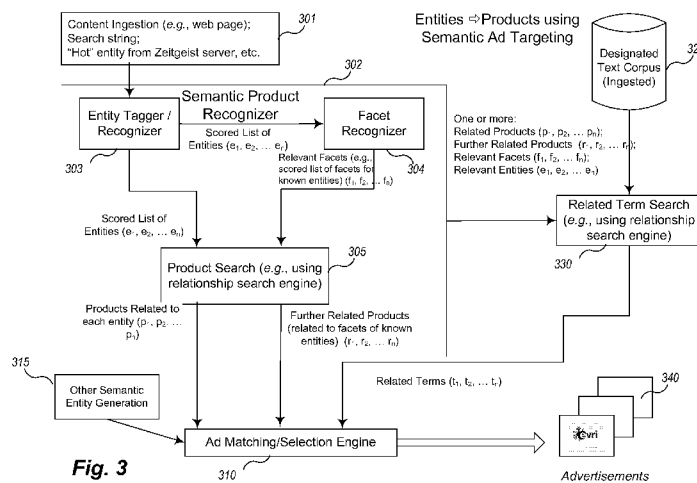 Content Ingestion (e.g., web page);
Search string;
"Hot" entity from Zeitgeist server, etc.
301
302
Entities ⇨Products using
Semantic Ad Targeting
Designated
Text Corpus
(Ingested)
Semantic Product
Recognizer
Entity Tagger /
Recognizer
303
Scored List of
Entities (e₁, e₂, … eₙ)
Facet
Recognizer
304
Relevant Facets (e.g.,
scored list of facets for
known entities) (f₁, f₂, … fₙ)
One or more:
Related Products (p₁, p₂, … pₙ);
Further Related Products (r₁, r₂, … rₙ);
Relevant Facets (f₁, f₂, … fₙ);
Relevant Entities (e₁, e₂, … e₁)
Scored List of
Entities (e₁, e₂, … eₙ)
Related Term Search
(e.g., using relationship
search engine)
330
Product Search (e.g., using
relationship search engine)
305
Products Related to
each entity (p₁, p₂, …
pₙ)
Further Related Products
(related to facets of known
entities) (r₁, r₂, … rₙ)
Related Terms (t₁, t₂, … tₙ)
315
Other Semantic
Entity Generation
Ad Matching/Selection Engine
310
340
evri
Advertisements
Fig. 3